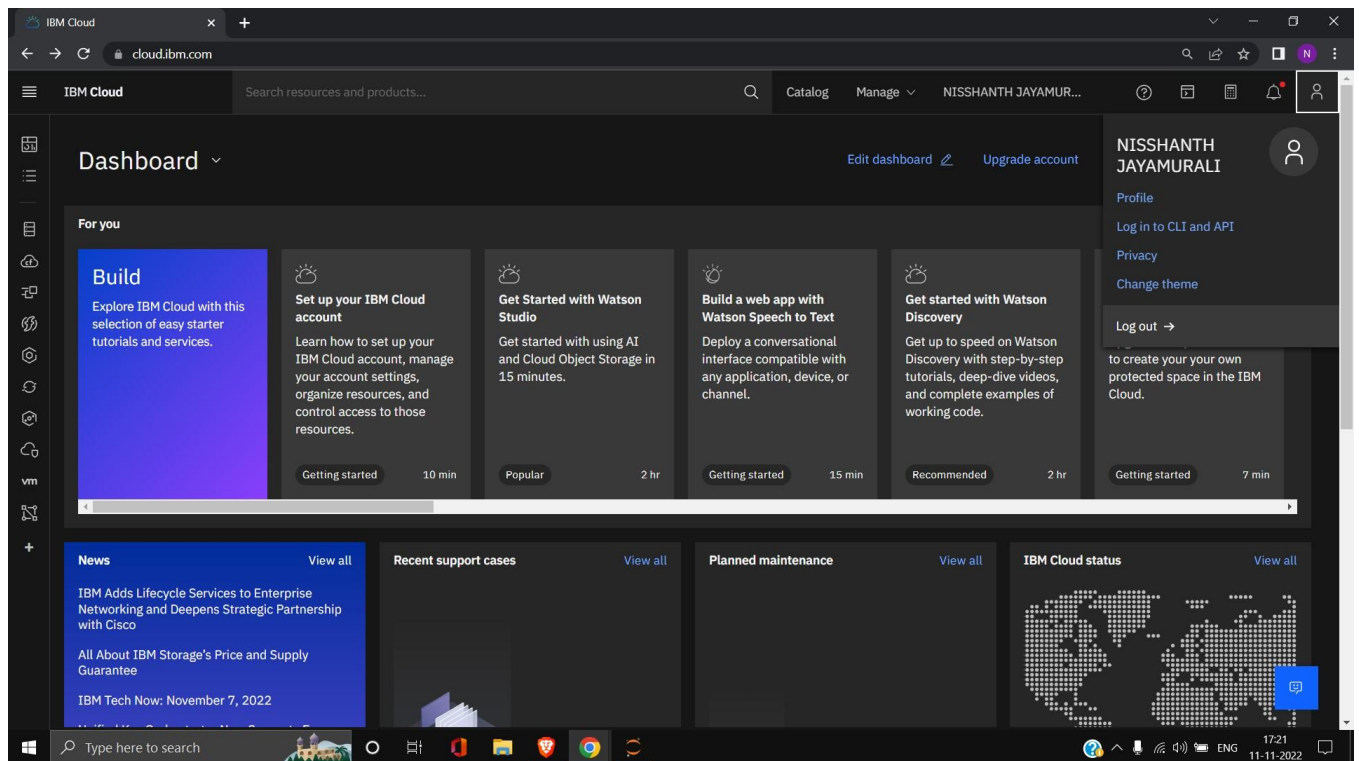 IBM Cloud
cloud.ibm.com
N
IBM Cloud
Search resources and products...
Catalog
Manage
NISSHANTH JAYAMUR...
Dashboard
Edit dashboard
Upgrade account
NISSHANTH
JAYAMURALI
Profile
Log in to CLI and API
Privacy
Change theme
Log out →
For you
Build
Explore IBM Cloud with this
selection of easy starter
tutorials and services.
Set up your IBM Cloud
account
Learn how to set up your
IBM Cloud account, manage
your account settings,
organize resources, and
control access to those
resources.
Getting started
10 min
Get Started with Watson
Studio
Get started with using AI
and Cloud Object Storage in
15 minutes.
Popular
2 hr
Build a web app with
Watson Speech to Text
Deploy a conversational
interface compatible with
any application, device, or
channel.
Getting started
15 min
Get started with Watson
Discovery
Get up to speed on Watson
Discovery with step-by-step
tutorials, deep-dive videos,
and complete examples of
working code.
Recommended
2 hr
to create your your own
protected space in the IBM
Cloud.
Getting started
7 min
vm
News
View all
IBM Adds Lifecycle Services to Enterprise
Networking and Deepens Strategic Partnership
with Cisco
All About IBM Storage's Price and Supply
Guarantee
IBM Tech Now: November 7, 2022
Recent support cases
View all
Planned maintenance
View all
IBM Cloud status
View all
Type here to search
ENG
17:21
11-11-2022